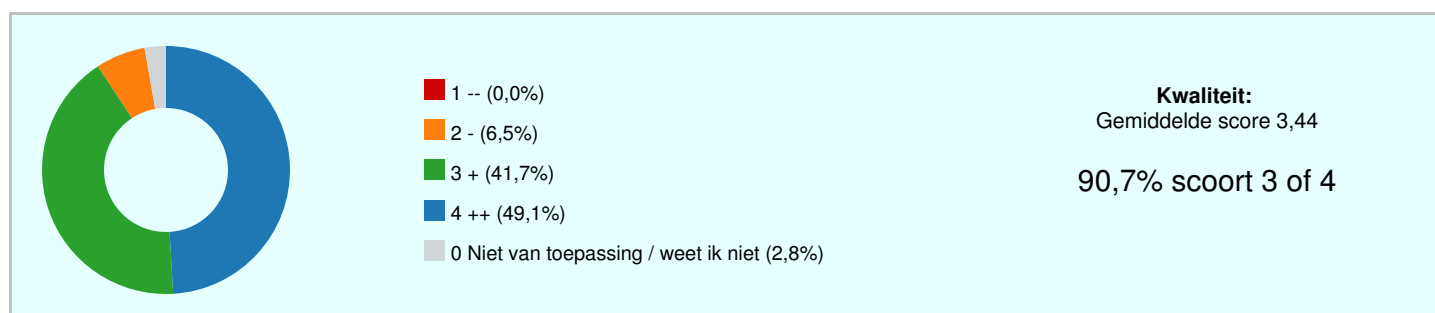 1 -- (0,0%)
2 - (6,5%)
3 + (41,7%)
4 ++ (49,1%)
0 Niet van toepassing / weet ik niet (2,8%)
Kwaliteit:
Gemiddelde score 3,44
90,7% scoort 3 of 4